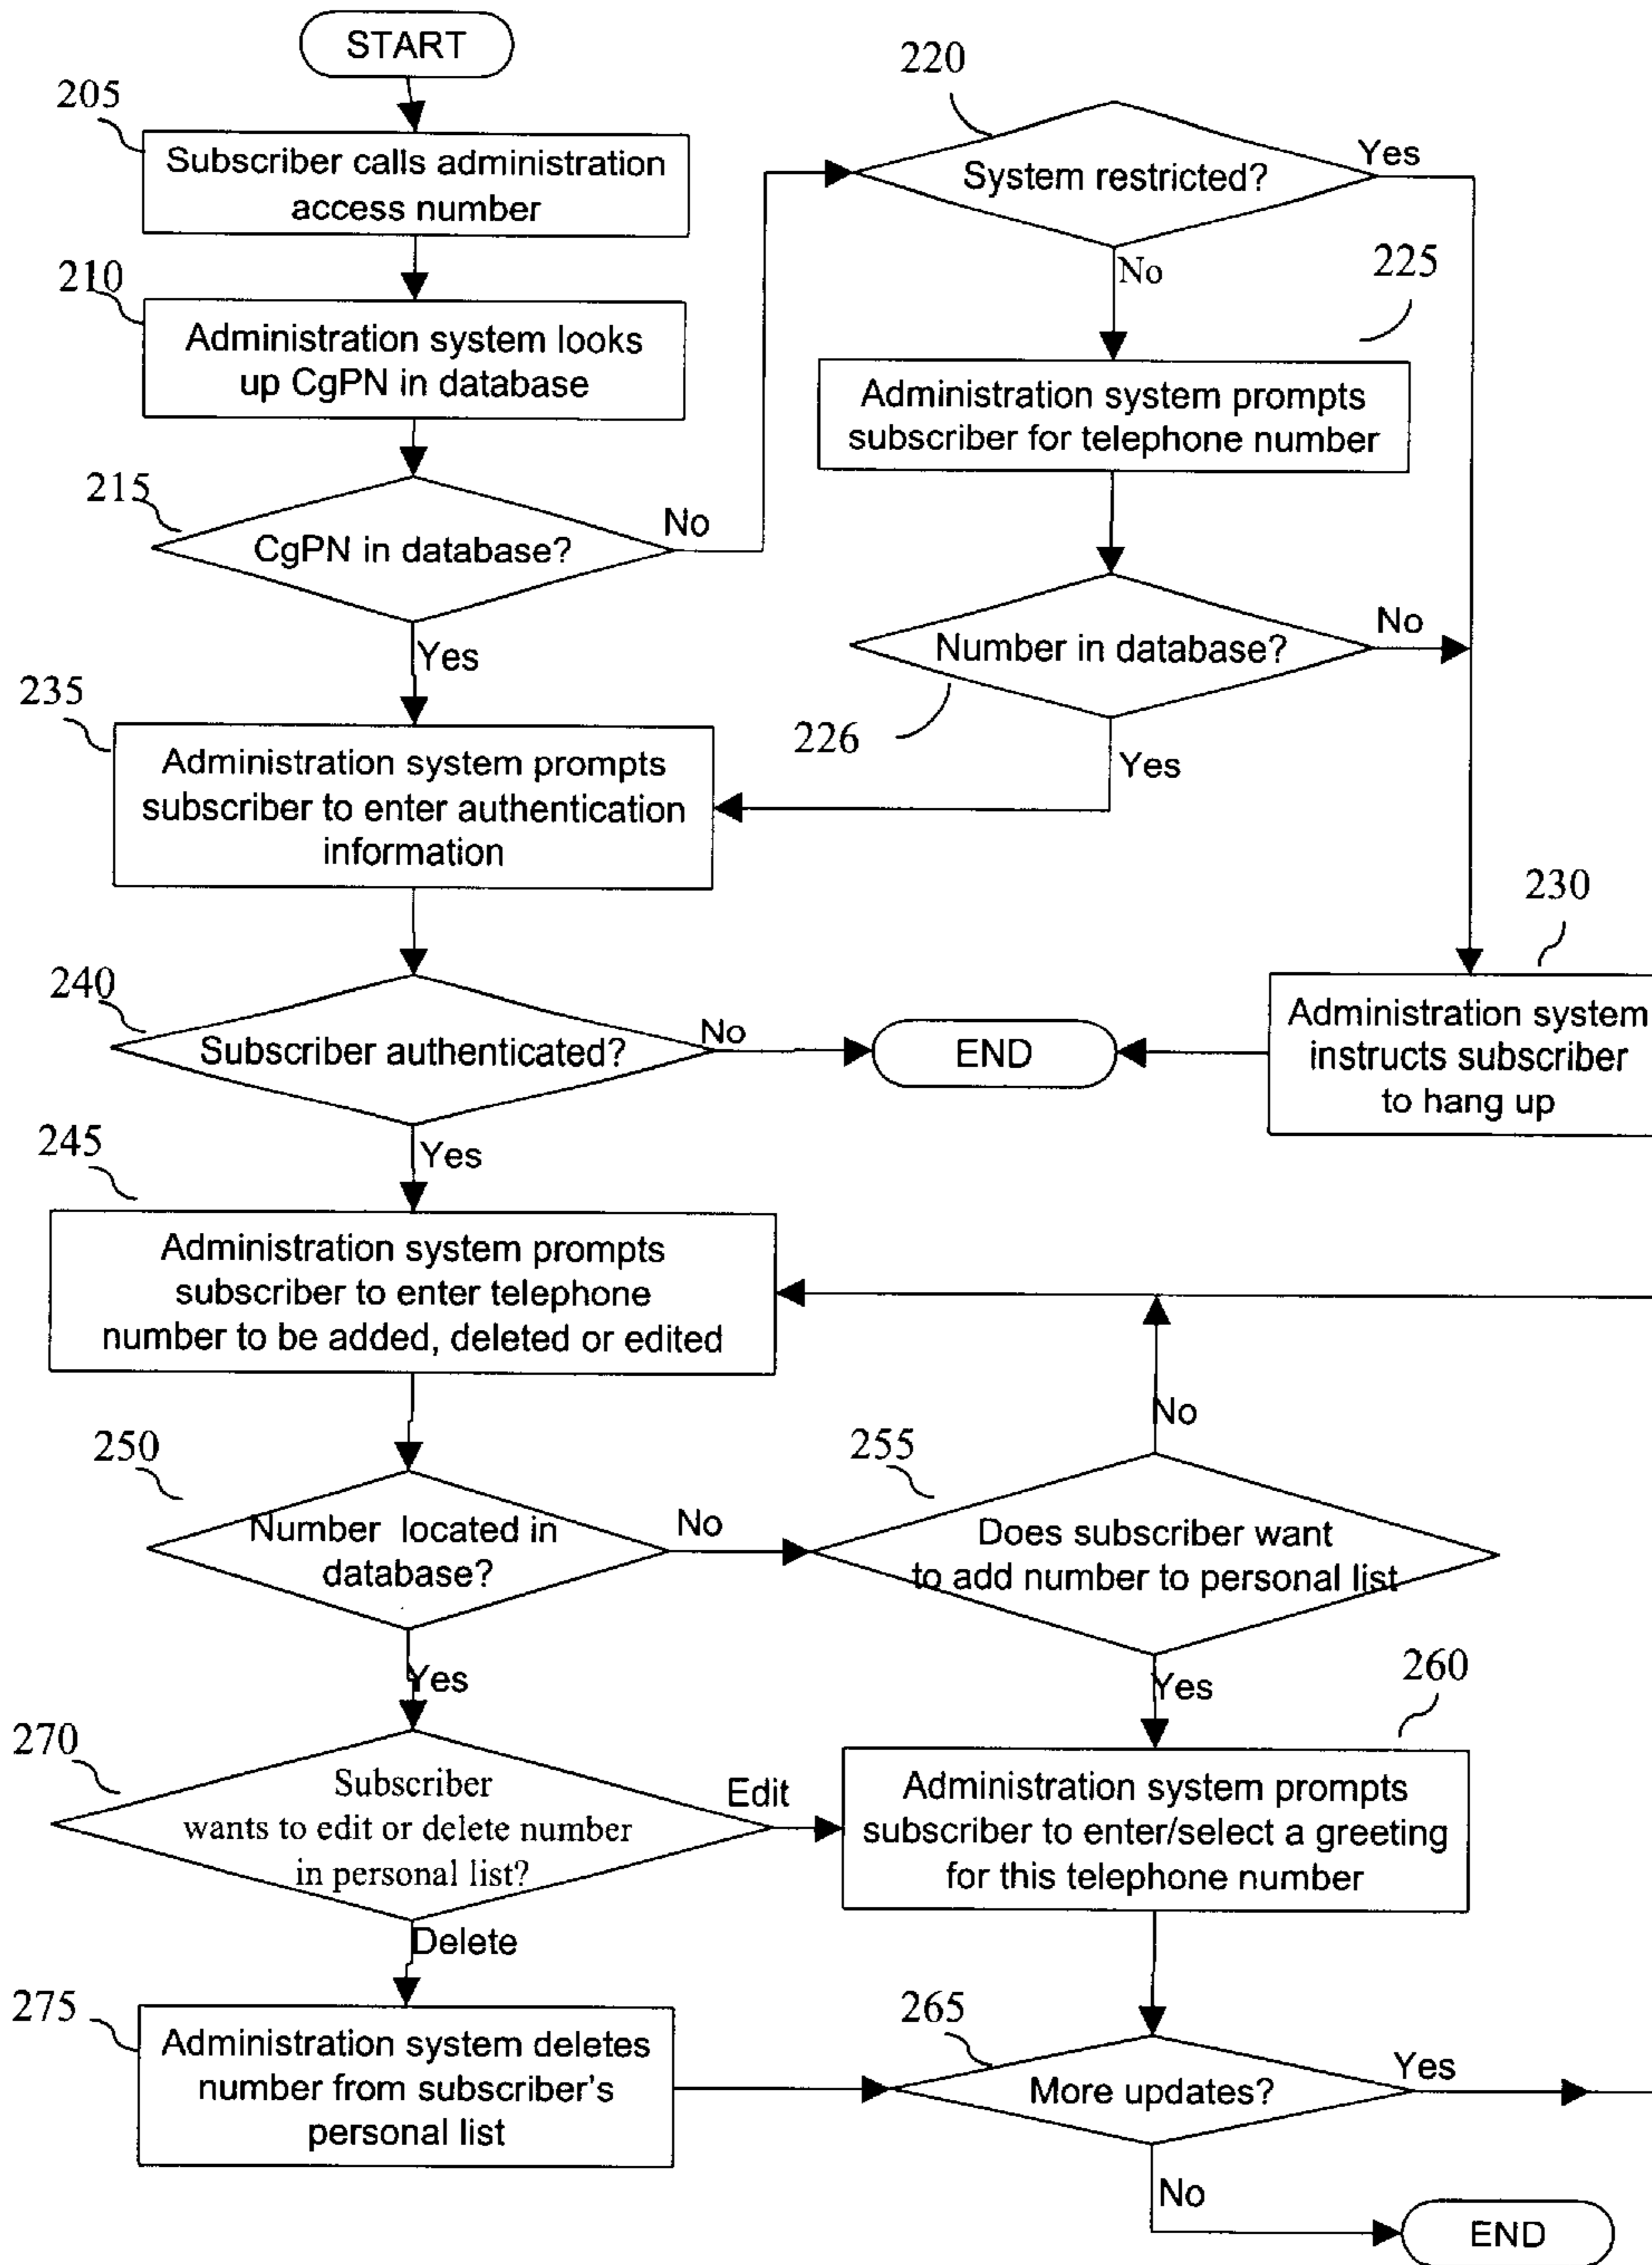 START
205
Subscriber calls administration
access number
210
Administration system looks
up CgPN in database
215
CgPN in database?
No
Yes
220
System restricted?
Yes
No
225
Administration system prompts
subscriber for telephone number
Number in database?
No
226
Yes
235
Administration system prompts
subscriber to enter authentication
information
230
Administration system
instructs subscriber
to hang up
240
Subscriber authenticated?
No
END
Yes
245
Administration system prompts
subscriber to enter telephone
number to be added, deleted or edited
250
Number located in
database?
No
Yes
255
No
Does subscriber want
to add number to personal list
Yes
260
Administration system prompts
subscriber to enter/select a greeting
for this telephone number
270
Subscriber
wants to edit or delete number
in personal list?
Edit
Delete
275
Administration system deletes
number from subscriber's
personal list
265
More updates?
Yes
No
END